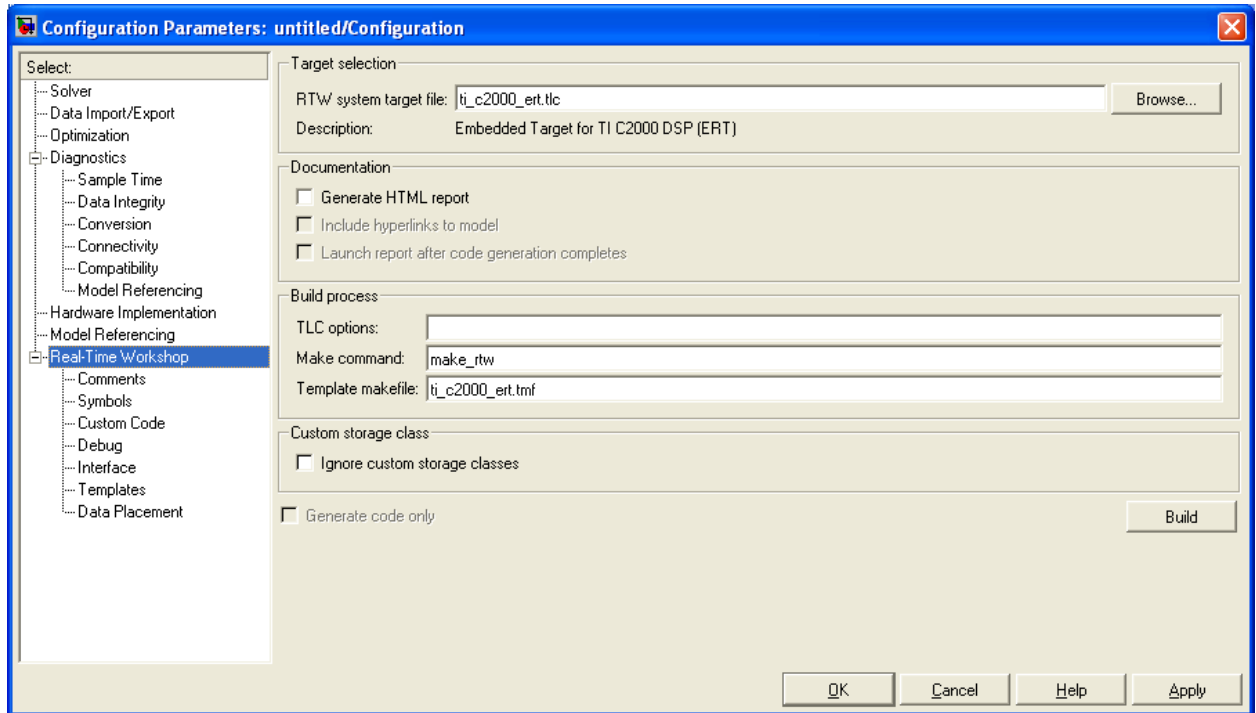 Configuration Parameters: untitled/Configuration
Select:
Solver
Data Import/Export
Optimization
Diagnostics
Sample Time
Data Integrity
Conversion
Connectivity
Compatibility
Model Referencing
Hardware Implementation
Model Referencing
Real-Time Workshop
Comments
Symbols
Custom Code
Debug
Interface
Templates
Data Placement
Target selection
RTW system target file: ti_c2000_ert.tlc Browse...
Description: Embedded Target for TI C2000 DSP (ERT)
Documentation
Generate HTML report
Include hyperlinks to model
Launch report after code generation completes
Build process
TLC options:
Make command: make_rtw
Template makefile: ti_c2000_ert.tmf
Custom storage class
Ignore custom storage classes
Generate code only Build
OK Cancel Help Apply